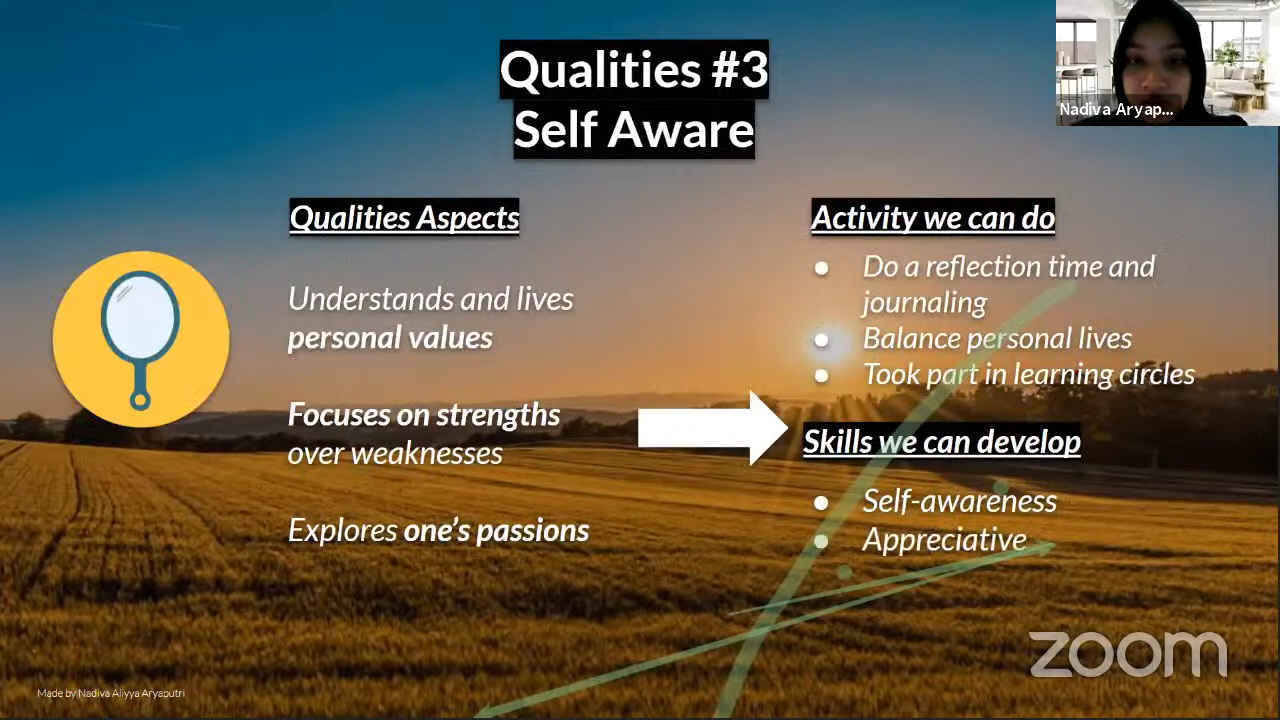 Qualities #3
Self Aware
Nadiva Aryap...
Qualities Aspects
Understands and lives
personal values
Focuses on strengths
over weaknesses
Explores one's passions
Activity we can do
● Do a reflection time and
journaling
● Balance personal lives
● Took part in learning circles
Skills we can develop
● Self-awareness
● Appreciative
Made by Nadiva Aliyya Aryaputri
zoom